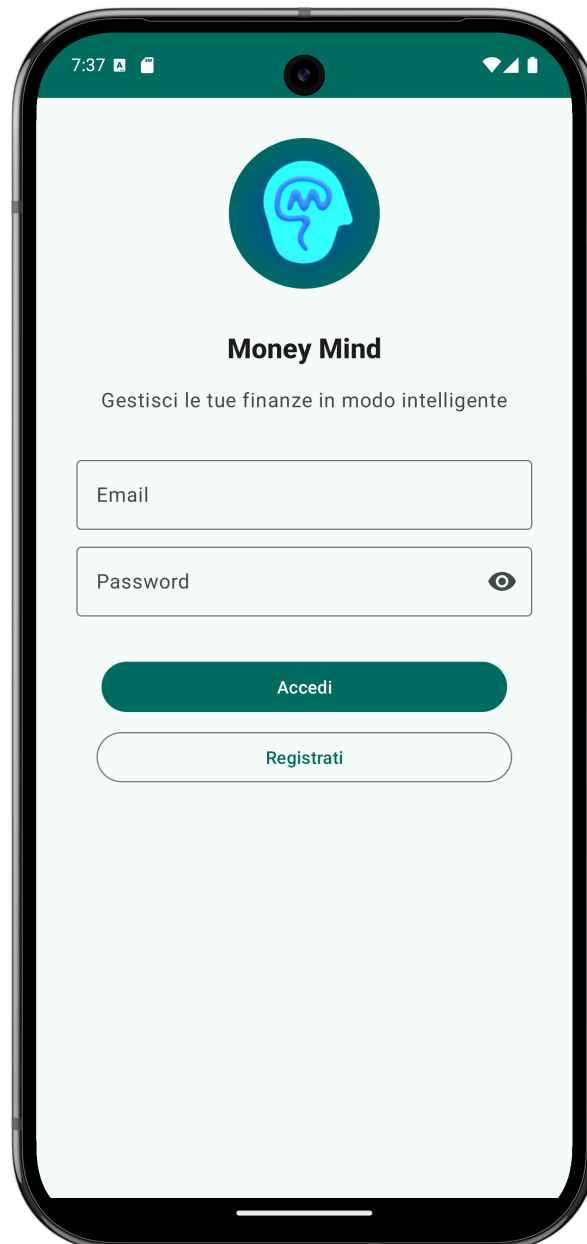 7:37
Money Mind
Gestisci le tue finanze in modo intelligente
Email
Password
Accedi
Registrati